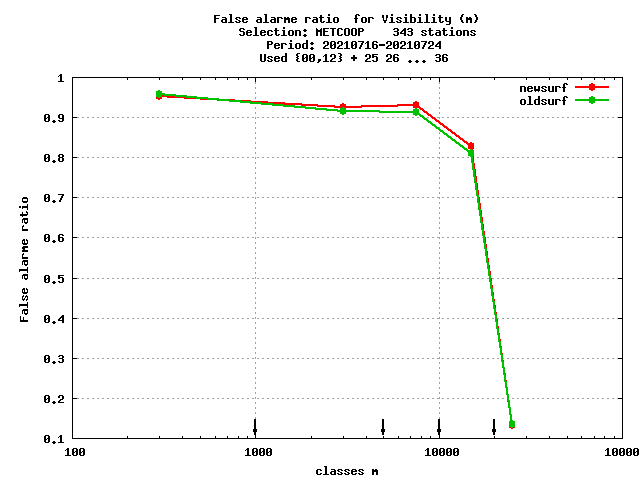 False alarme ratio  for Visibility (m)
Selection: METCOOP    343 stations
Period: 20210716-20210724
Used {00,12} + 25 26 ... 36
newsurf
oldsurf
1
0.9
0.8
0.7
0.6
0.5
0.4
0.3
0.2
0.1
False alarme ratio
100 1000 10000 10000
classes m